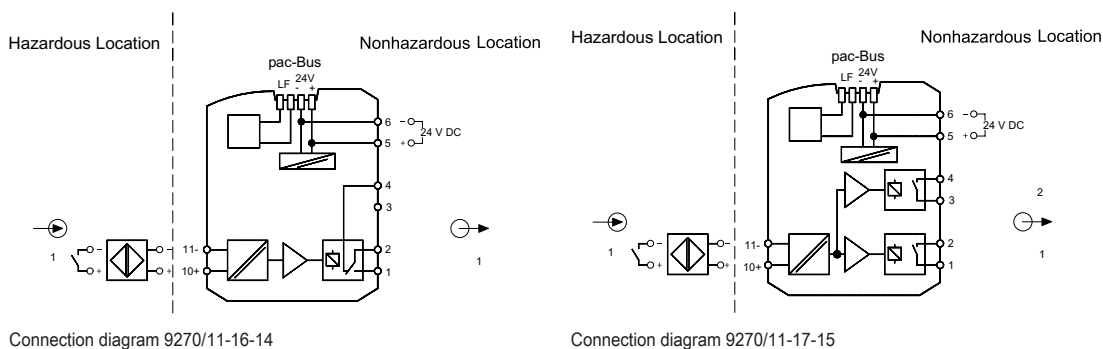 Hazardous Location
Nonhazardous Location
pac-Bus
LF - 24V +
6 -
24 V DC
5 +
4
3
1
- -
+ +
11-
10+
2
1
1
Connection diagram 9270/11-16-14
Hazardous Location
Nonhazardous Location
pac-Bus
LF - 24V +
6 -
24 V DC
5 +
4
3
2
1
- -
+ +
11-
10+
2
1
1
Connection diagram 9270/11-17-15